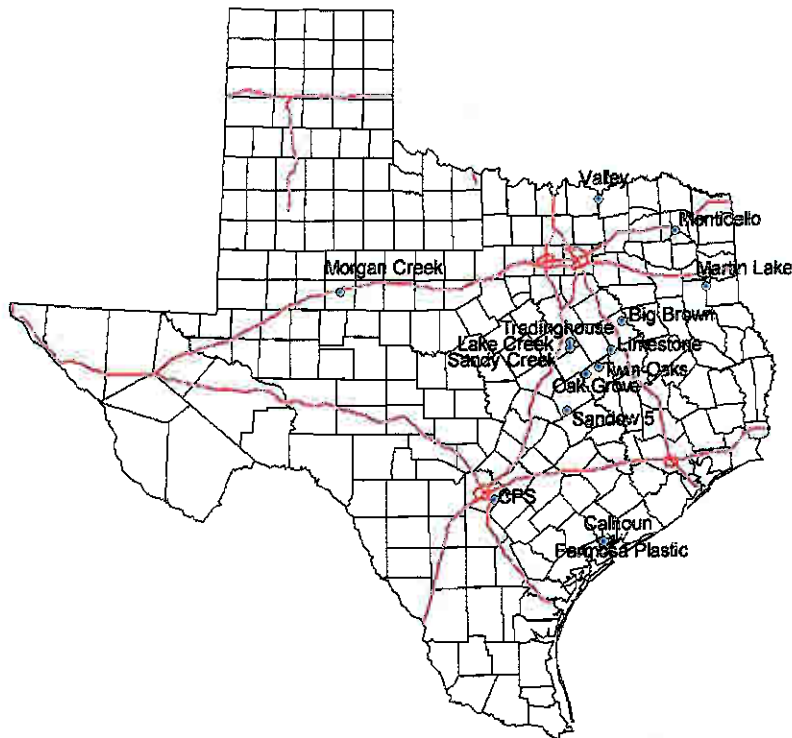 Valley
Monticello
Morgan Creek
Martin Lake
Big Brown
Tradinghouse
Lake Creek
Limestone
Sandy Creek
Twin Oaks
Oak Grove
Sandow 5
CPS
Calhoun
Formosa Plastic